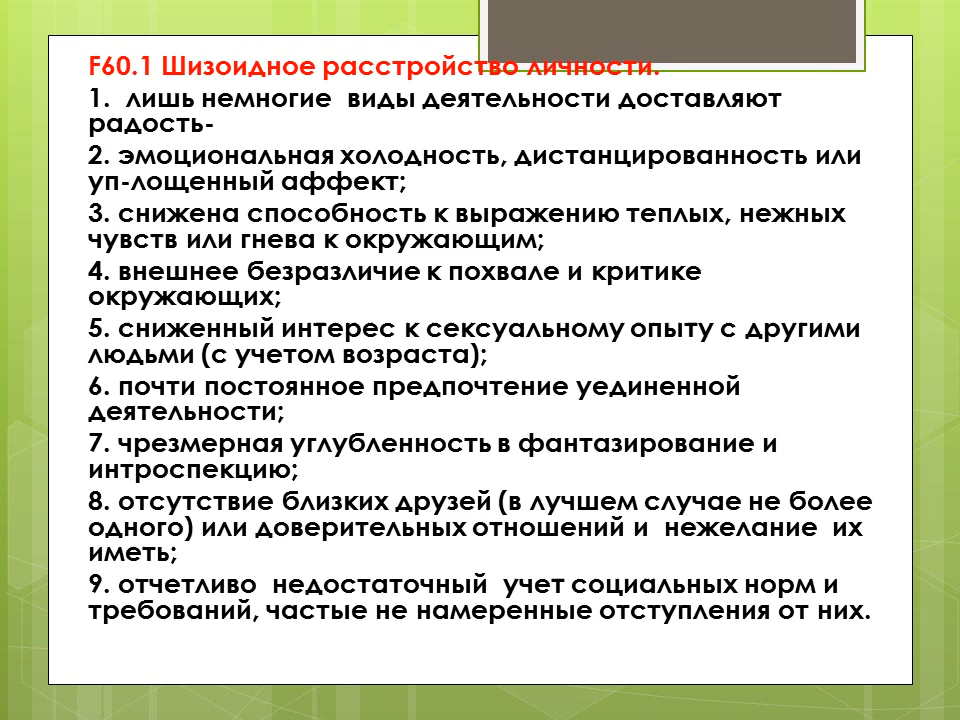 F60.1 Шизоидное расстройство личности.
1.  лишь немногие  виды деятельности доставляют
радость-
2. эмоциональная холодность, дистанцированность или
уп-лощенный аффект;
3. снижена способность к выражению теплых, нежных
чувств или гнева к окружающим;
4. внешнее безразличие к похвале и критике
окружающих;
5. сниженный интерес к сексуальному опыту с другими
людьми (с учетом возраста);
6. почти постоянное предпочтение уединенной
деятельности;
7. чрезмерная углубленность в фантазирование и
интроспекцию;
8. отсутствие близких друзей (в лучшем случае не более
одного) или доверительных отношений и  нежелание  их
иметь;
9. отчетливо  недостаточный  учет социальных норм и
требований, частые не намеренные отступления от них.